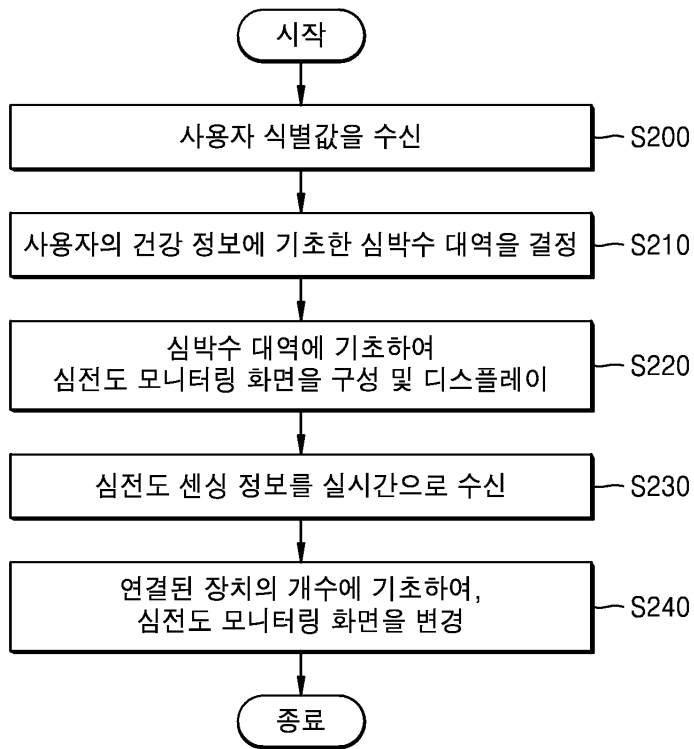 시작
사용자 식별값을 수신
S200
사용자의 건강 정보에 기초한 심박수 대역을 결정
S210
심박수 대역에 기초하여
심전도 모니터링 화면을 구성 및 디스플레이
S220
심전도 센싱 정보를 실시간으로 수신
S230
연결된 장치의 개수에 기초하여,
심전도 모니터링 화면을 변경
S240
종료